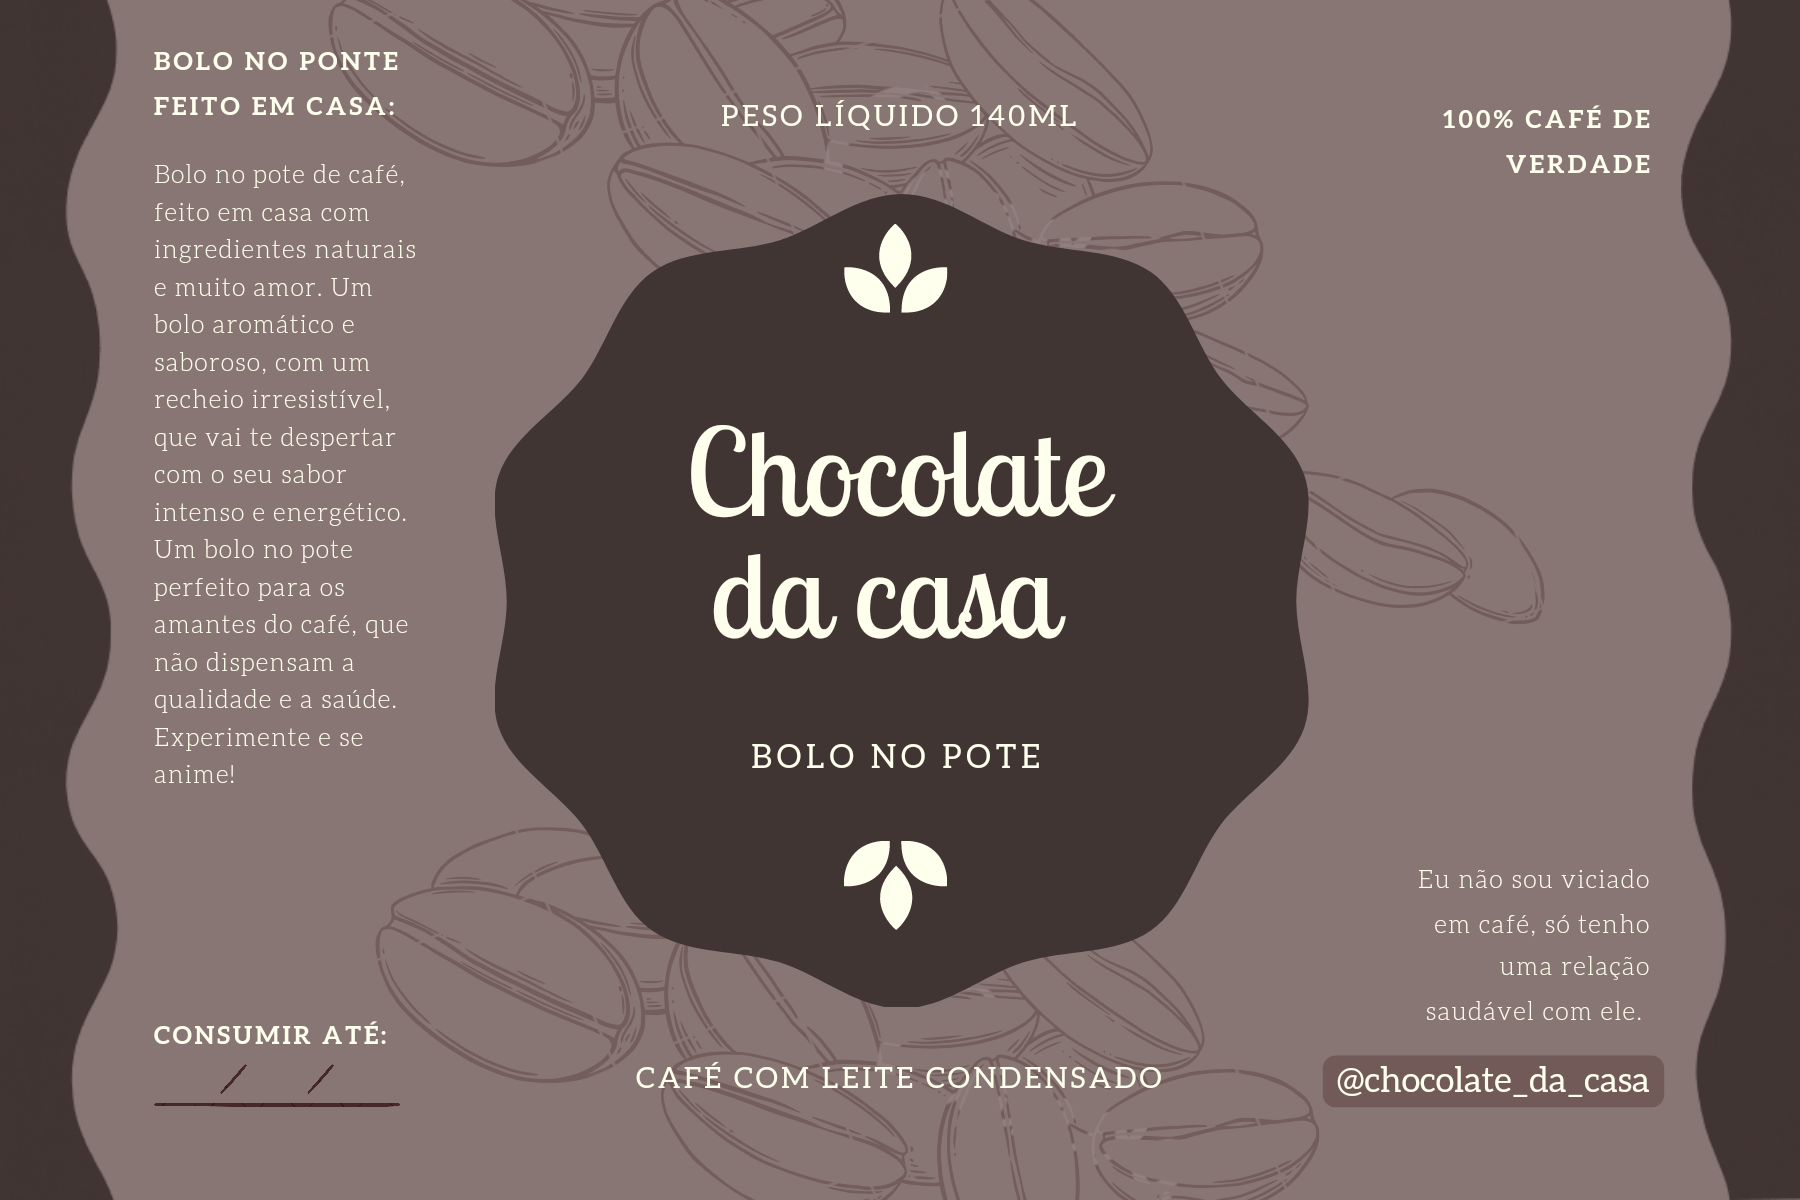 BOLO NO PONTE
FEITO EM CASA:
Bolo no pote de café,
feito em casa com
ingredientes naturais
e muito amor. Um
bolo aromático e
saboroso, com um
recheio irresistível,
que vai te despertar
com o seu sabor
intenso e energético.
Um bolo no pote
perfeito para os
amantes do café, que
não dispensam a
qualidade e a saúde.
Experimente e se
anime!
CONSUMIR ATÉ:
/ /
PESO LÍQUIDO 140ML
Chocolate
da casa
BOLO NO POTE
CAFÉ COM LEITE CONDENSADO
100% CAFÉ DE
VERDADE
Eu não sou viciado
em café, só tenho
uma relação
saudável com ele.
@chocolate_da_casa